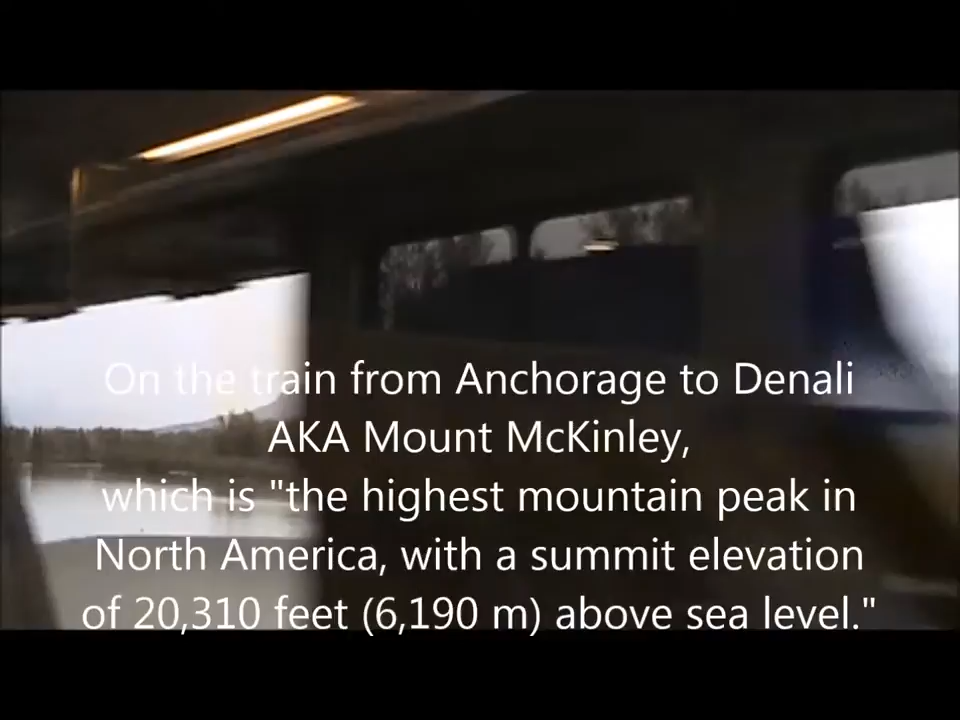 On the train from Anchorage to Denali
AKA Mount McKinley,
which is "the highest mountain peak in
North America, with a summit elevation
of 20,310 feet (6,190 m) above sea level."